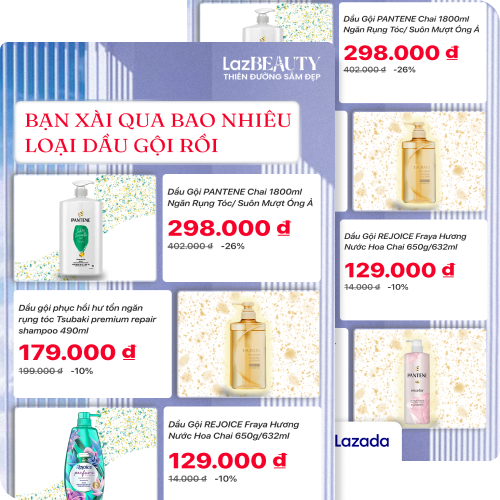 LazBEAUTY
THIÊN ĐƯỜNG SẮM ĐẸP
BẠN XÀI QUA BAO NHIÊU
LOẠI DẦU GỘI RỒI
PANTENE
Dầu Gội PANTENE Chai 1800ml
Ngăn Rụng Tóc/ Suôn Mượt Óng Ả
298.000 đ
402.000 đ -26%
Dầu gội phục hồi hư tổn ngăn
rụng tóc Tsubaki premium repair
shampoo 490ml
179.000 đ
199.000 đ -10%
Rejoice
perfume
Dầu Gội REJOICE Fraya Hương
Nước Hoa Chai 650g/632ml
129.000 đ
14.000 đ -10%
Dầu Gội PANTENE Chai 1800ml
Ngăn Rụng Tóc/ Suôn Mượt Óng Ả
298.000 đ
402.000 đ -26%
Dầu Gội REJOICE Fraya Hương
Nước Hoa Chai 650g/632ml
129.000 đ
14.000 đ -10%
PANTENE
Lazada